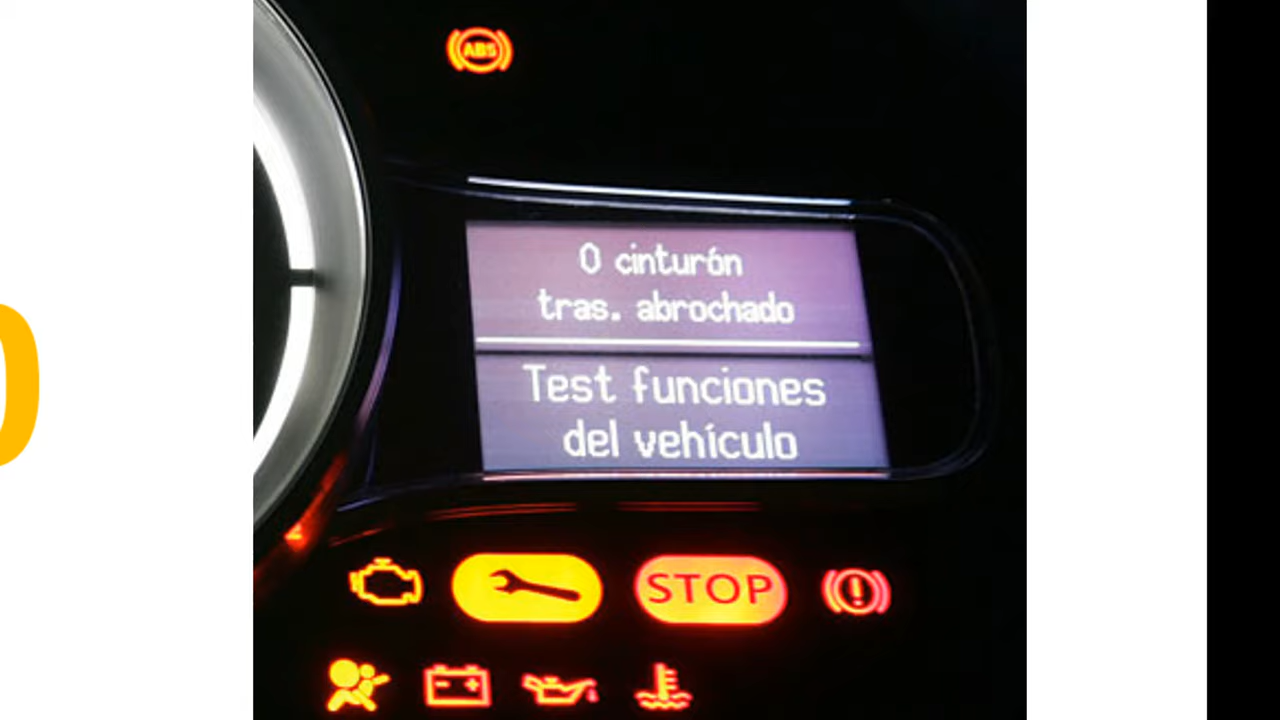 ABS
0 cinturón
tras. abrochado
Test funciones
del vehículo
STOP